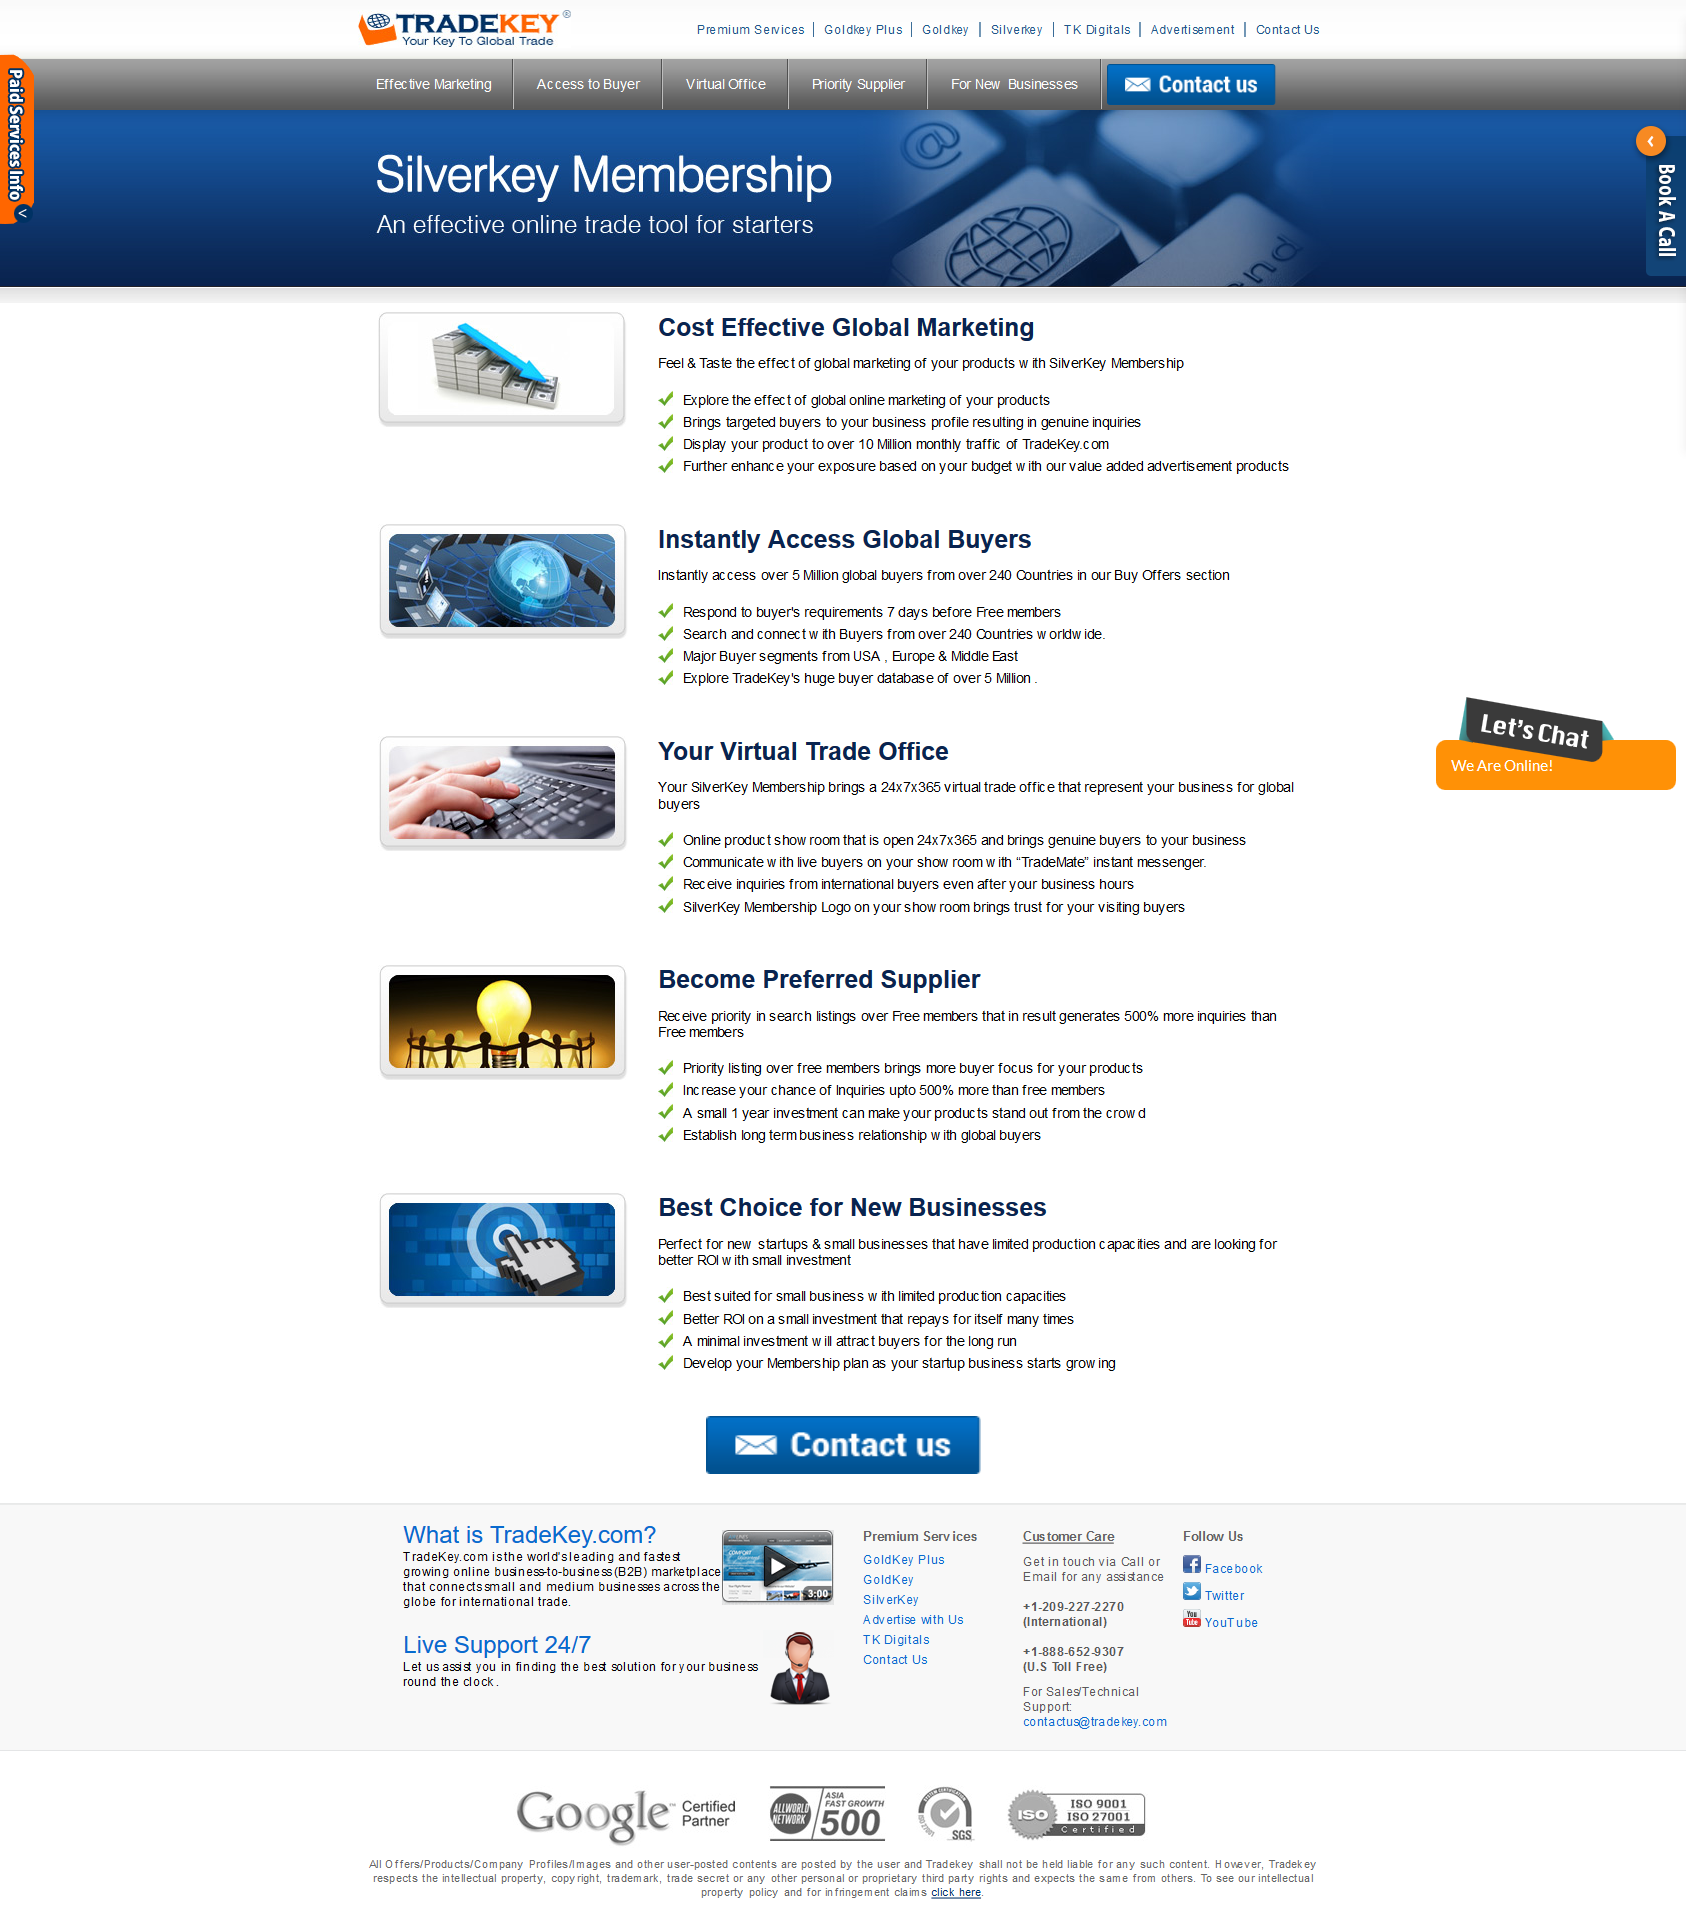 TRADEKEY ®
Your Key To Global Trade
Premium Services | Goldkey Plus | Goldkey | Silverkey | TK Digitals | Advertisement | Contact Us
Effective Marketing
Access to Buyer
Virtual Office
Priority Supplier
For New Businesses
Contact us
Paid Services Info
<
Book A Call
Silverkey Membership
An effective online trade tool for starters
Cost Effective Global Marketing
Feel & Taste the effect of global marketing of your products with SilverKey Membership
Explore the effect of global online marketing of your products
Brings targeted buyers to your business profile resulting in genuine inquiries
Display your product to over 10 Million monthly traffic of TradeKey.com
Further enhance your exposure based on your budget with our value added advertisement products
Instantly Access Global Buyers
Instantly access over 5 Million global buyers from over 240 Countries in our Buy Offers section
Respond to buyer's requirements 7 days before Free members
Search and connect with Buyers from over 240 Countries worldwide.
Major Buyer segments from USA , Europe & Middle East
Explore TradeKey's huge buyer database of over 5 Million .
Let's Chat
We Are Online!
Your Virtual Trade Office
Your SilverKey Membership brings a 24x7x365 virtual trade office that represent your business for global
buyers
Online product show room that is open 24x7x365 and brings genuine buyers to your business
Communicate with live buyers on your show room with “TradeMate” instant messenger.
Receive inquiries from international buyers even after your business hours
SilverKey Membership Logo on your show room brings trust for your visiting buyers
Become Preferred Supplier
Receive priority in search listings over Free members that in result generates 500% more inquiries than
Free members
Priority listing over free members brings more buyer focus for your products
Increase your chance of Inquiries upto 500% more than free members
A small 1 year investment can make your products stand out from the crowd
Establish long term business relationship with global buyers
Best Choice for New Businesses
Perfect for new startups & small businesses that have limited production capacities and are looking for
better ROI with small investment
Best suited for small business with limited production capacities
Better ROI on a small investment that repays for itself many times
A minimal investment will attract buyers for the long run
Develop your Membership plan as your startup business starts growing
Contact us
What is TradeKey.com?
TradeKey.com is the world's leading and fastest
growing online business-to-business (B2B) marketplace
that connects small and medium businesses across the
globe for international trade.
3:00
Live Support 24/7
Let us assist you in finding the best solution for your business
round the clock.
Premium Services
GoldKey Plus
GoldKey
SilverKey
Advertise with Us
TK Digitals
Contact Us
Customer Care
Get in touch via Call or
Email for any assistance
+1-209-227-2270
(International)
+1-888-652-9307
(U.S Toll Free)
For Sales/Technical
Support:
contactus@tradekey.com
Follow Us
Facebook
Twitter
You Tube YouTube
Google™ Certified
Partner
ALLWORLD
NETWORK
ASIA
FAST GROWTH
500
SYSTEM CERTIFICATION
ISO 27001
SGS
ISO
ISO 9001
ISO 27001
Certified
All Offers/Products/Company Profiles/Images and other user-posted contents are posted by the user and Tradekey shall not be held liable for any such content. However, Tradekey
respects the intellectual property, copyright, trademark, trade secret or any other personal or proprietary third party rights and expects the same from others. To see our intellectual
property policy and for infringement claims click here.